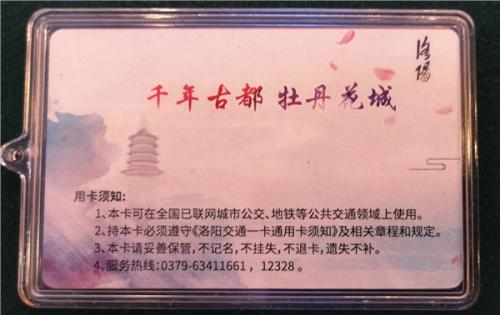 洛陽
千年古都 牡丹花城
用卡须知:
1、本卡可在全国已联网城市公交、地铁等公共交通领域上使用。
2、持本卡必须遵守《洛阳交通一卡通用卡须知》及相关章程和规定。
3、本卡请妥善保管,不记名,不挂失,不退卡,遗失不补。
4、服务热线:0379-63411661,12328。